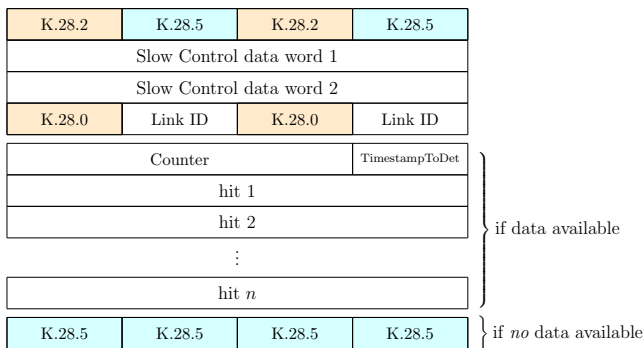 K.28.2 K.28.5 K.28.2 K.28.5
Slow Control data word 1
Slow Control data word 2
K.28.0 Link ID K.28.0 Link ID
Counter TimestampToDet
hit 1
hit 2
if data available
⋮
hit n
K.28.5 K.28.5 K.28.5 K.28.5 if no data available